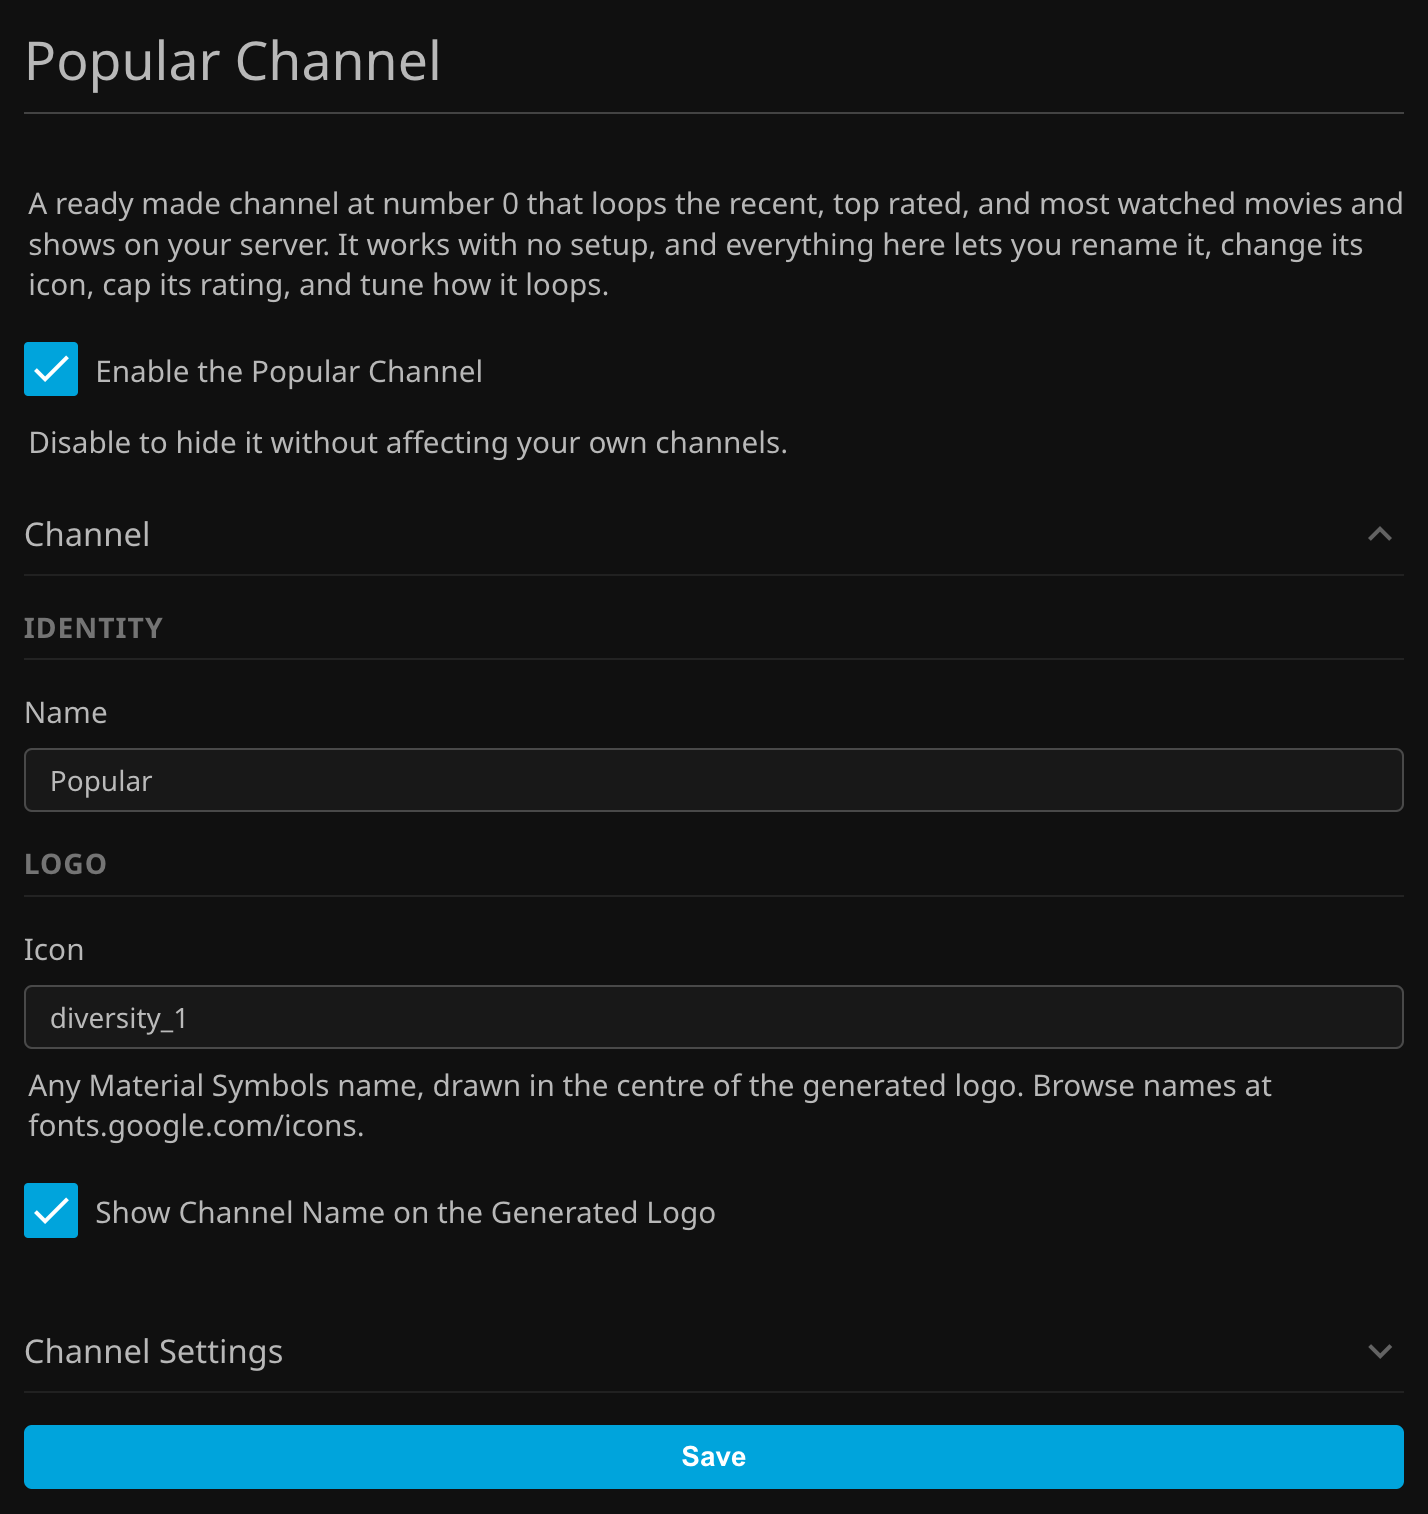 Popular Channel
A ready made channel at number 0 that loops the recent, top rated, and most watched movies and
shows on your server. It works with no setup, and everything here lets you rename it, change its
icon, cap its rating, and tune how it loops.
Enable the Popular Channel
Disable to hide it without affecting your own channels.
Channel
IDENTITY
Name
Popular
LOGO
Icon
diversity_1
Any Material Symbols name, drawn in the centre of the generated logo. Browse names at
fonts.google.com/icons.
Show Channel Name on the Generated Logo
Channel Settings
Save